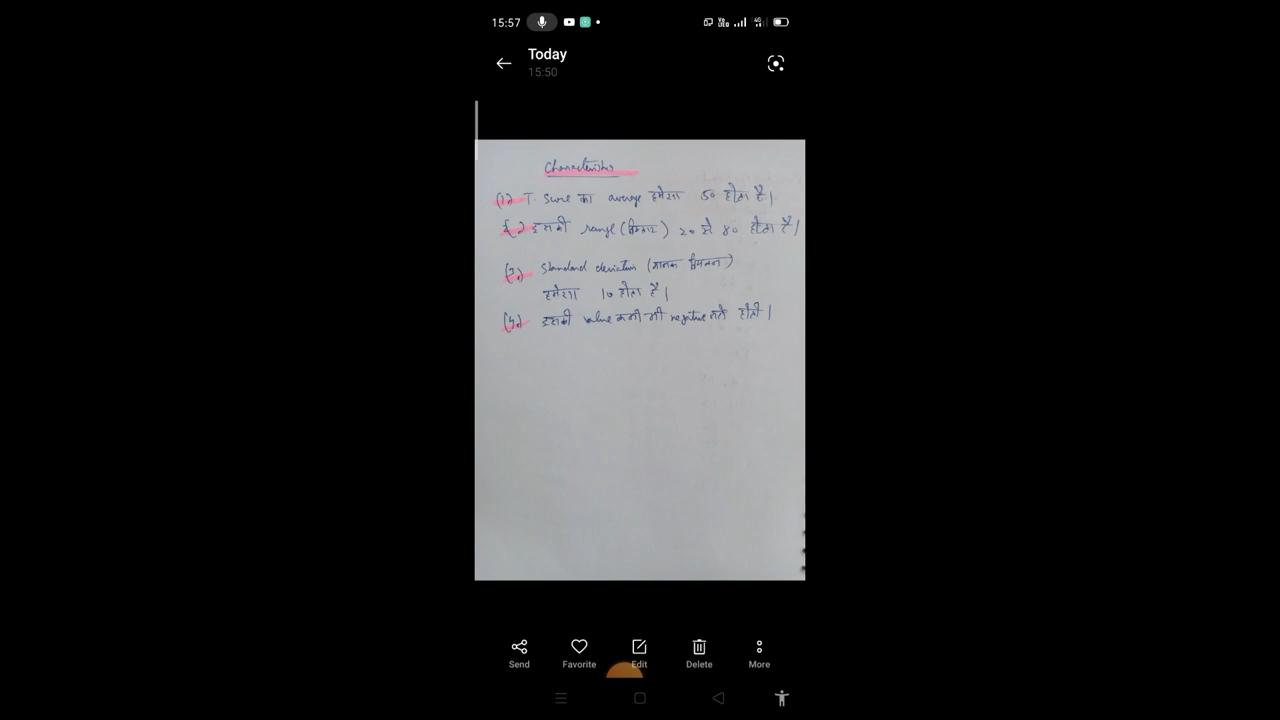 15:57
Today
15:50
Characteristics
(1) T. Score का average हमेशा 50 होता है।
(2) इसकी range (विस्तार) 20 से 80 होता है।
(3) Standard deviation (मानक विचलन)
हमेशा 10 होता है।
(4) इसकी value कभी भी negative नही होती।
Send Favorite Edit Delete More